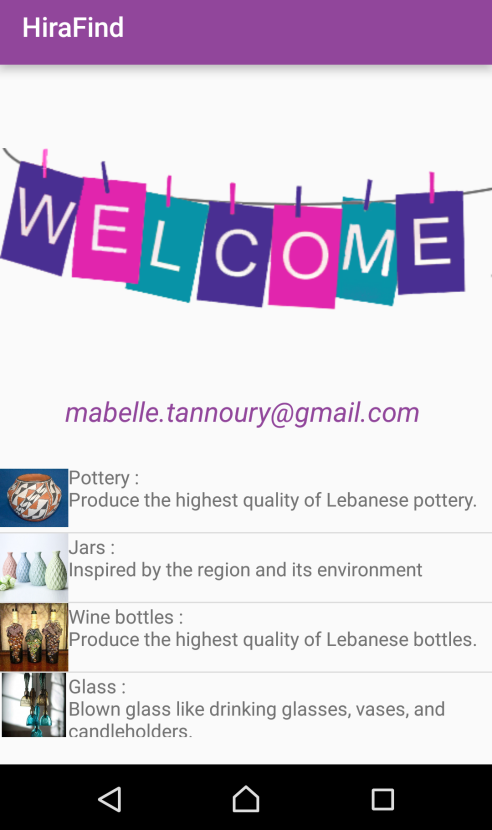 HiraFind
WELCOME
mabelle.tannoury@gmail.com
Pottery :
Produce the highest quality of Lebanese pottery.
Jars :
Inspired by the region and its environment
Wine bottles :
Produce the highest quality of Lebanese bottles.
Glass :
Blown glass like drinking glasses, vases, and
candleholders.